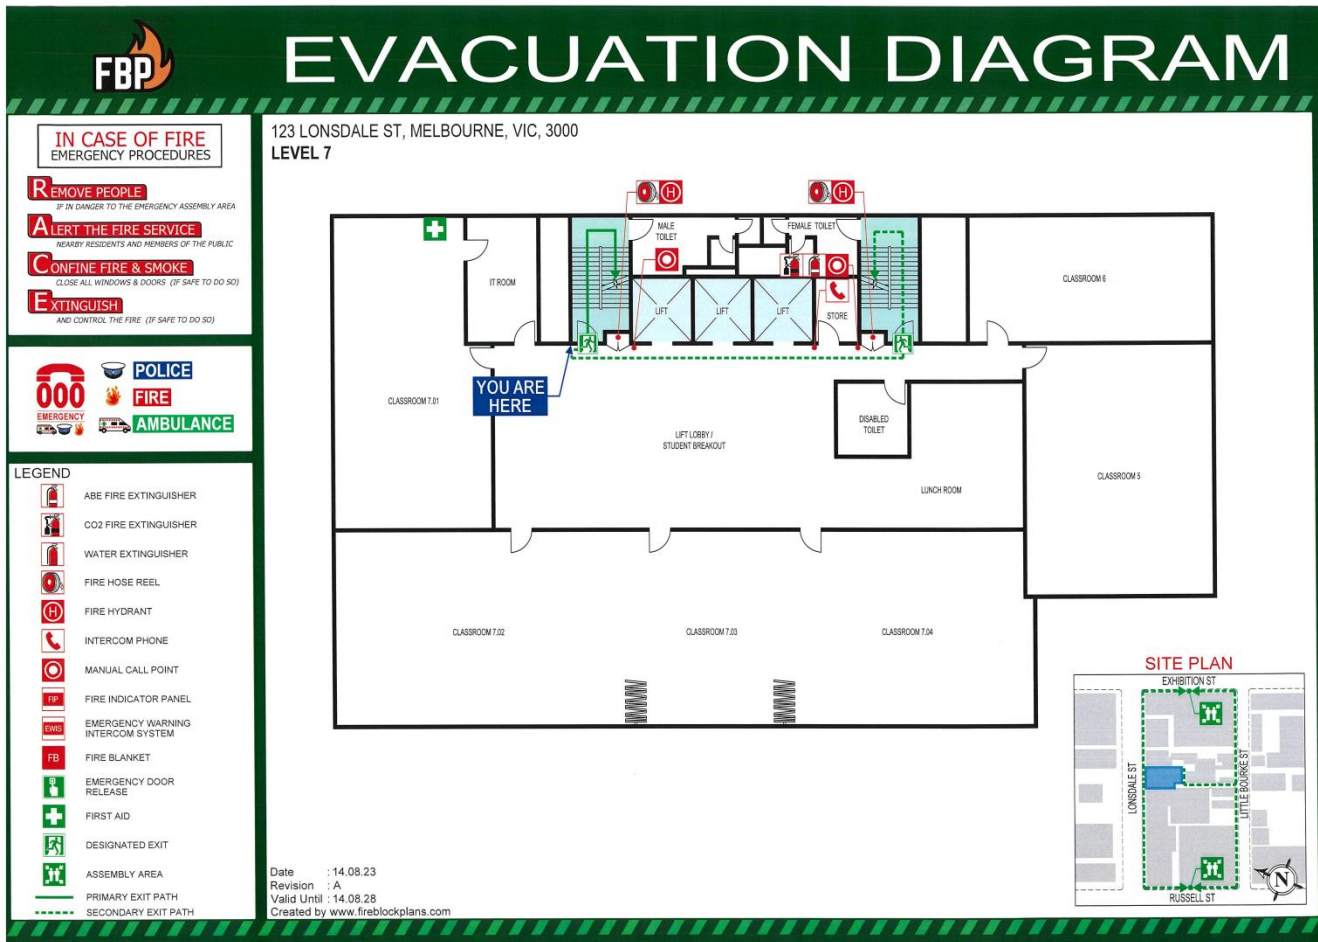 FBP
EVACUATION DIAGRAM
IN CASE OF FIRE
EMERGENCY PROCEDURES
REMOVE PEOPLE
IF IN DANGER TO THE EMERGENCY ASSEMBLY AREA
ALERT THE FIRE SERVICE
NEARBY RESIDENTS AND MEMBERS OF THE PUBLIC
CONFINE FIRE & SMOKE
CLOSE ALL WINDOWS & DOORS (IF SAFE TO DO SO)
EXTINGUISH
AND CONTROL THE FIRE (IF SAFE TO DO SO)
000
EMERGENCY
POLICE
FIRE
AMBULANCE
LEGEND
ABE FIRE EXTINGUISHER
CO2 FIRE EXTINGUISHER
WATER EXTINGUISHER
FIRE HOSE REEL
H
FIRE HYDRANT
INTERCOM PHONE
MANUAL CALL POINT
FIP
FIRE INDICATOR PANEL
EWIS
EMERGENCY WARNING
INTERCOM SYSTEM
FB
FIRE BLANKET
EMERGENCY DOOR
RELEASE
FIRST AID
DESIGNATED EXIT
ASSEMBLY AREA
PRIMARY EXIT PATH
SECONDARY EXIT PATH
123 LONSDALE ST, MELBOURNE, VIC, 3000
LEVEL 7
H
H
MALE
TOILET
FEMALE TOILET
IT ROOM
CLASSROOM 6
LIFT
LIFT
LIFT
STORE
YOU ARE
HERE
CLASSROOM 7.01
DISABLED
TOILET
LIFT LOBBY /
STUDENT BREAKOUT
CLASSROOM 5
LUNCH ROOM
CLASSROOM 7.02
CLASSROOM 7.03
CLASSROOM 7.04
SITE PLAN
EXHIBITION ST
LONSDALE ST
LITTLE BOURKE ST
RUSSELL ST
N
Date : 14.08.23
Revision : A
Valid Until : 14.08.28
Created by www.fireblockplans.com